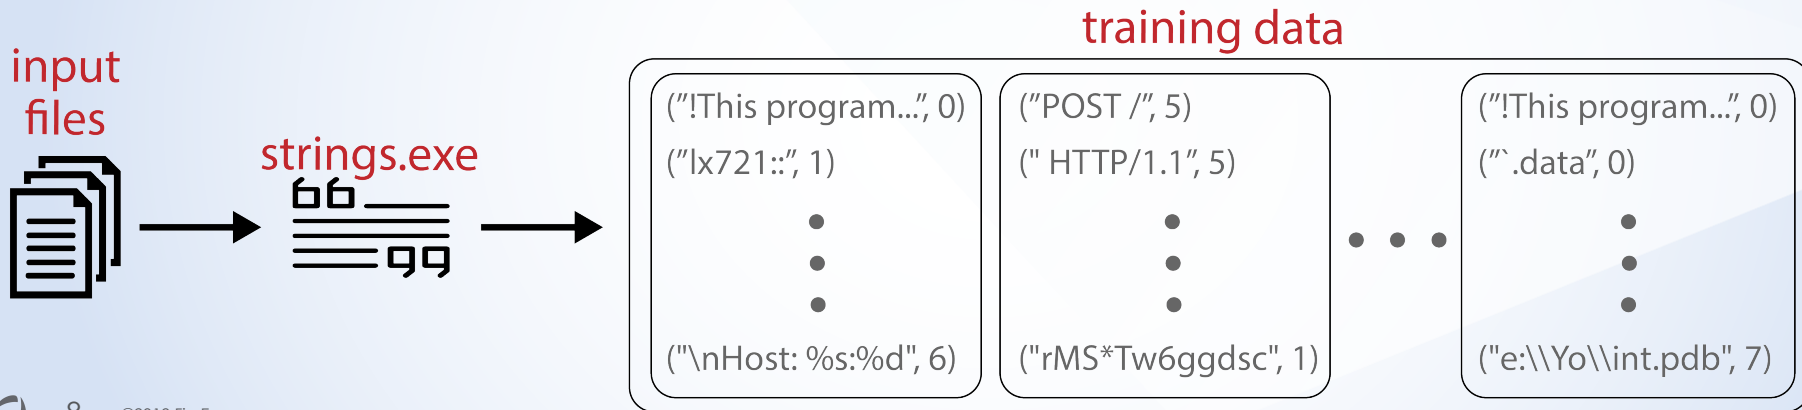 input
files
strings.exe
training data
(”!This program...”, 0)
(”lx721::”, 1)
("\nHost: %s:%d", 6)
(”POST /”, 5)
(" HTTP/1.1”, 5)
("rMS*Tw6ggdsc", 1)
(”!This program...”, 0)
(”`.data”, 0)
("e:\\Yo\\int.pdb", 7)